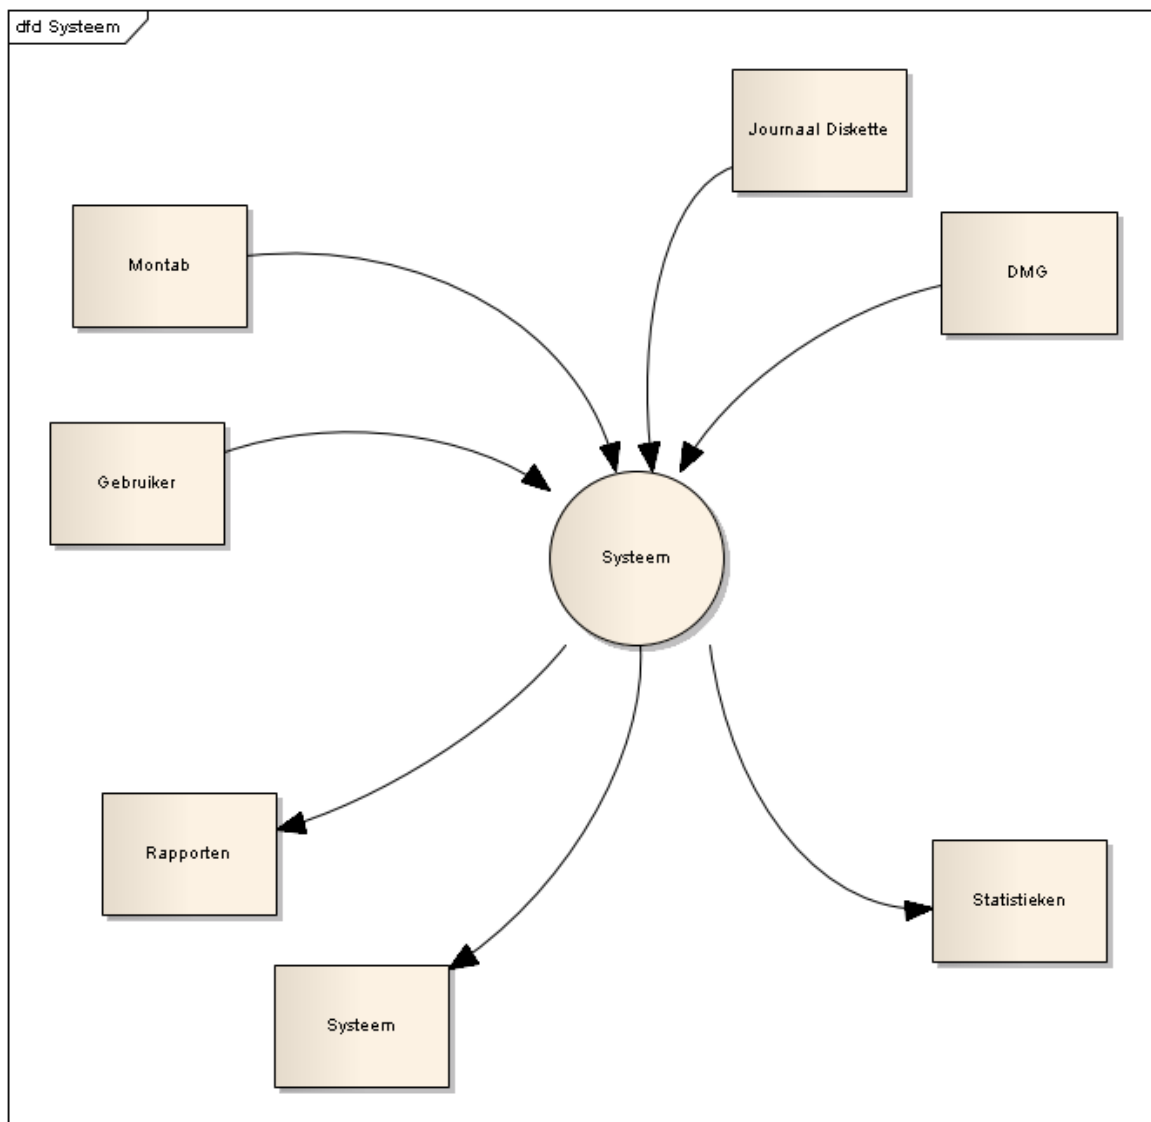 dfd Systeem
Journaal Diskette
Montab
DMG
Gebruiker
Systeem
Rapporten
Statistieken
Systeem